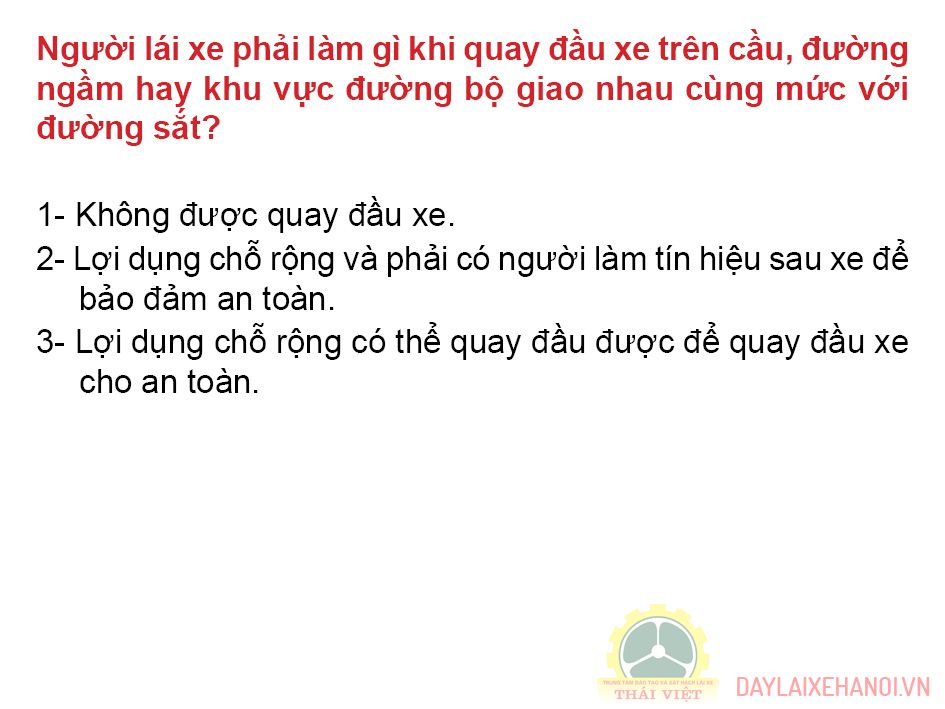 Người lái xe phải làm gì khi quay đầu xe trên cầu, đường
ngầm hay khu vực đường bộ giao nhau cùng mức với
đường sắt?
1- Không được quay đầu xe.
2- Lợi dụng chỗ rộng và phải có người làm tín hiệu sau xe để
bảo đảm an toàn.
3- Lợi dụng chỗ rộng có thể quay đầu được để quay đầu xe
cho an toàn.
TRUNG TÂM ĐÀO TẠO VÀ SÁT HẠCH LÁI XE
THÁI VIỆT
DAYLAIXEHANOI.VN